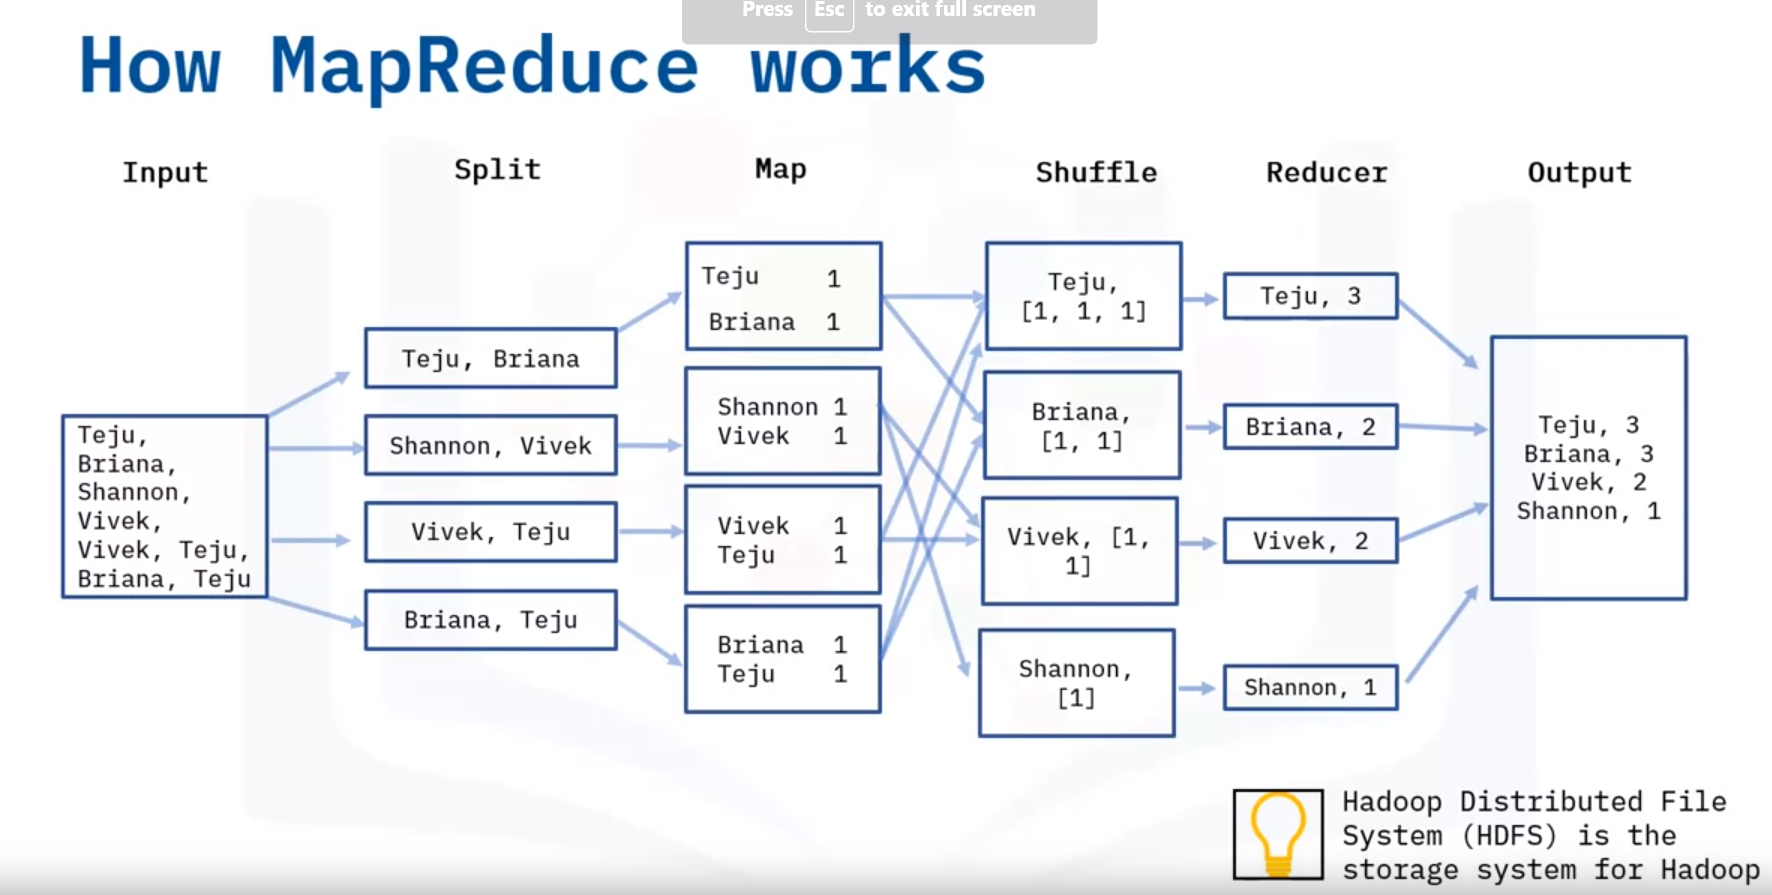 Press Esc to exit full screen
How MapReduce works
Input
Split
Map
Shuffle
Reducer
Output
Teju,
Briana,
Shannon,
Vivek,
Vivek, Teju,
Briana, Teju
Teju, Briana
Shannon, Vivek
Vivek, Teju
Briana, Teju
Teju 1
Briana 1
Shannon 1
Vivek 1
Vivek 1
Teju 1
Briana 1
Teju 1
Teju,
[1, 1, 1]
Briana,
[1, 1]
Vivek, [1,
1]
Shannon,
[1]
Teju, 3
Briana, 2
Vivek, 2
Shannon, 1
Teju, 3
Briana, 3
Vivek, 2
Shannon, 1
Hadoop Distributed File
System (HDFS) is the
storage system for Hadoop